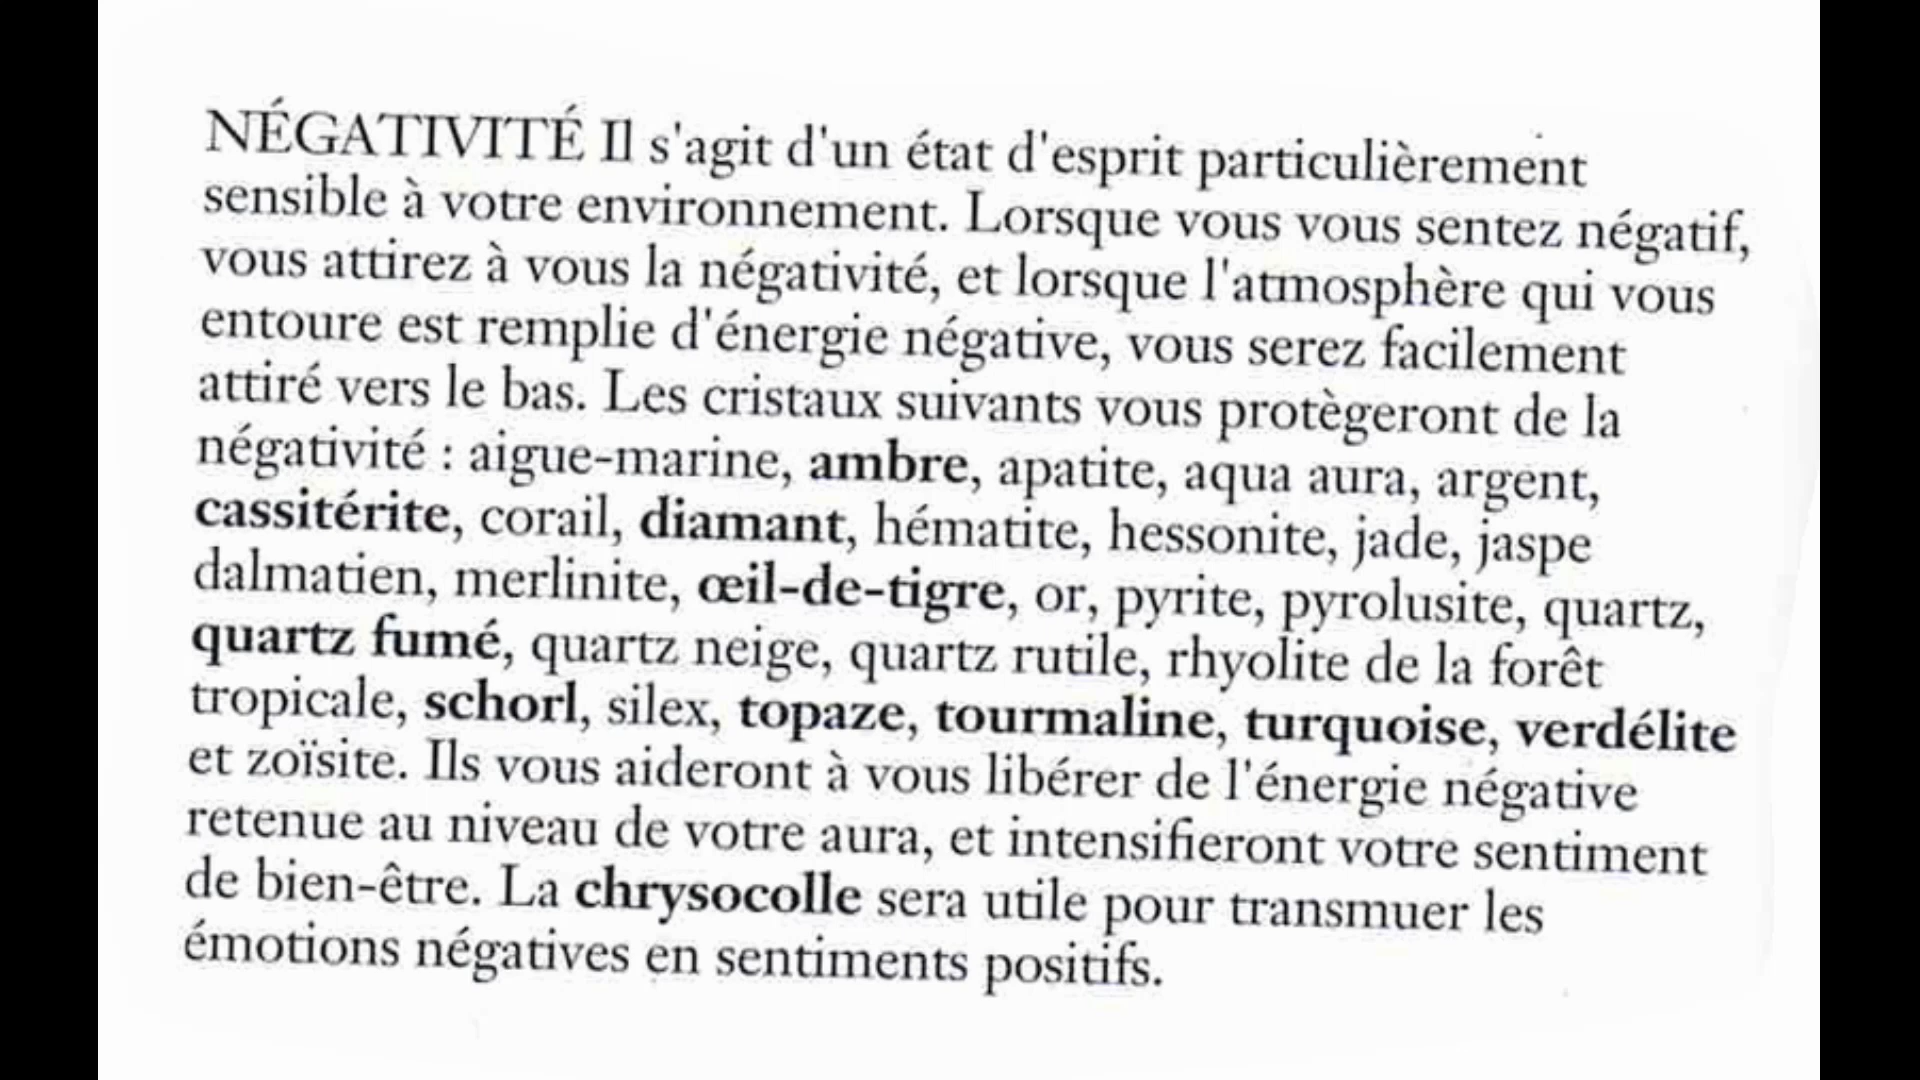 NÉGATIVITÉ Il s'agit d'un état d'esprit particulièrement
sensible à votre environnement. Lorsque vous vous sentez négatif,
vous attirez à vous la négativité, et lorsque l'atmosphère qui vous
entoure est remplie d'énergie négative, vous serez facilement
attiré vers le bas. Les cristaux suivants vous protègeront de la
négativité : aigue-marine, ambre, apatite, aqua aura, argent,
cassitérite, corail, diamant, hématite, hessonite, jade, jaspe
dalmatien, merlinite, œil-de-tigre, or, pyrite, pyrolusite, quartz,
quartz fumé, quartz neige, quartz rutile, rhyolite de la forêt
tropicale, schorl, silex, topaze, tourmaline, turquoise, verdélite
et zoïsite. Ils vous aideront à vous libérer de l'énergie négative
retenue au niveau de votre aura, et intensifieront votre sentiment
de bien-être. La chrysocolle sera utile pour transmuer les
émotions négatives en sentiments positifs.